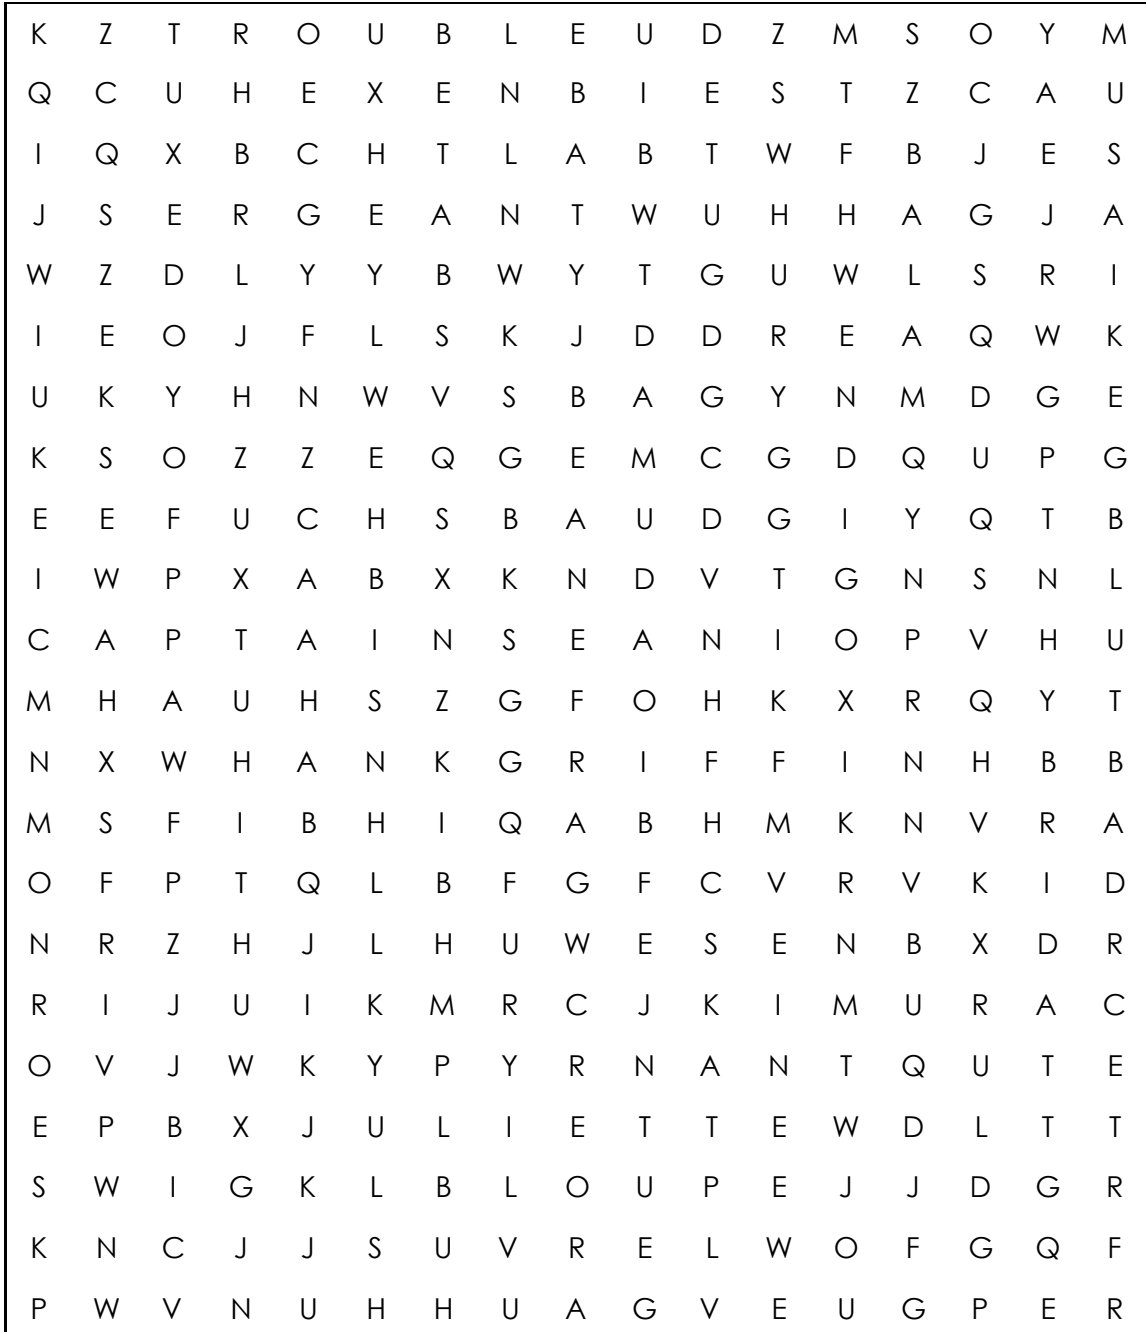 K Z T R O U B L E U D Z M S O Y M
Q C U H E X E N B I E S T Z C A U
I Q X B C H T L A B T W F B J E S
J S E R G E A N T W U H H A G J A
W Z D L Y Y B W Y T G U W L S R I
I E O J F L S K J D D R E A Q W K
U K Y H N W V S B A G Y N M D G E
K S O Z Z E Q G E M C G D Q U P G
E E F U C H S B A U D G I Y Q T B
I W P X A B X K N D V T G N S N L
C A P T A I N S E A N I O P V H U
M H A U H S Z G F O H K X R Q Y T
N X W H A N K G R I F F I N H B B
M S F I B H I Q A B H M K N V R A
O F P T Q L B F G F C V R V K I D
N R Z H J L H U W E S E N B X D R
R I J U I K M R C J K I M U R A C
O V J W K Y P Y R N A N T Q U T E
E P B X J U L I E T T E W D L T T
S W I G K L B L O U P E J J D G R
K N C J J S U V R E L W O F G Q F
P W V N U H H U A G V E U G P E R